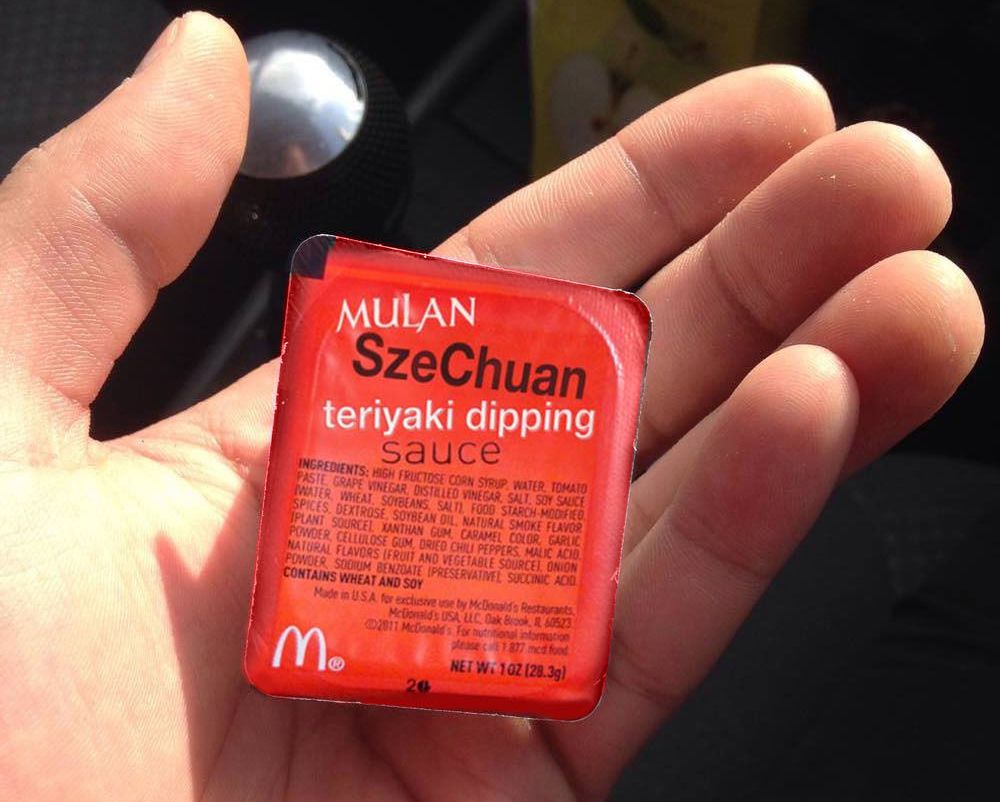 MULAN
SzeChuan
teriyaki dipping
sauce
INGREDIENTS: HIGH FRUCTOSE CORN SYRUP, WATER, TOMATO
PASTE, GRAPE VINEGAR, DISTILLED VINEGAR, SALT, SOY SAUCE
(WATER, WHEAT, SOYBEANS, SALT), FOOD STARCH-MODIFIED,
SPICES, DEXTROSE, SOYBEAN OIL, NATURAL SMOKE FLAVOR
(PLANT SOURCE), XANTHAN GUM, CARAMEL COLOR, GARLIC
POWDER, CELLULOSE GUM, DRIED CHILI PEPPERS, MALIC ACID,
NATURAL FLAVORS (FRUIT AND VEGETABLE SOURCE), ONION
POWDER, SODIUM BENZOATE (PRESERVATIVE), SUCCINIC ACID.
CONTAINS WHEAT AND SOY
Made in U.S.A. for exclusive use by McDonald's Restaurants,
McDonald's USA, LLC, Oak Brook, IL 60523
©2011 McDonald's. For nutritional information
please call 1.877.mcd.food
M®
NET WT 1 OZ (28.3g)